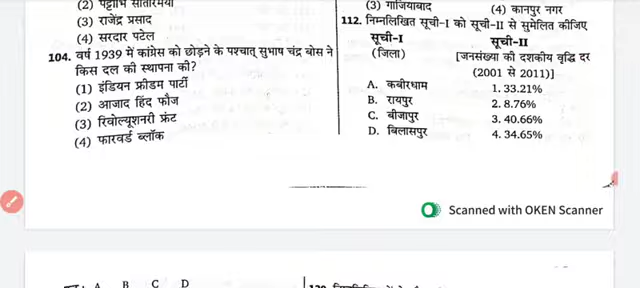 (2) पट्टाभि सीतारमैया
(3) राजेंद्र प्रसाद
(4) सरदार पटेल
104. वर्ष 1939 में कांग्रेस को छोड़ने के पश्चात् सुभाष चंद्र बोस ने
किस दल की स्थापना की?
(1) इंडियन फ्रीडम पार्टी
(2) आजाद हिंद फौज
(3) रिवोल्यूशनरी फ्रंट
(4) फारवर्ड ब्लॉक
(3) गाजियाबाद (4) कानपुर नगर
112. निम्नलिखित सूची-I को सूची-II से सुमेलित कीजिए
सूची-I सूची-II
(जिला) [जनसंख्या की दशकीय वृद्धि दर
(2001 से 2011)]
A. कबीरधाम 1. 33.21%
B. रायपुर 2. 8.76%
C. बीजापुर 3. 40.66%
D. बिलासपुर 4. 34.65%
Scanned with OKEN Scanner
A B C D